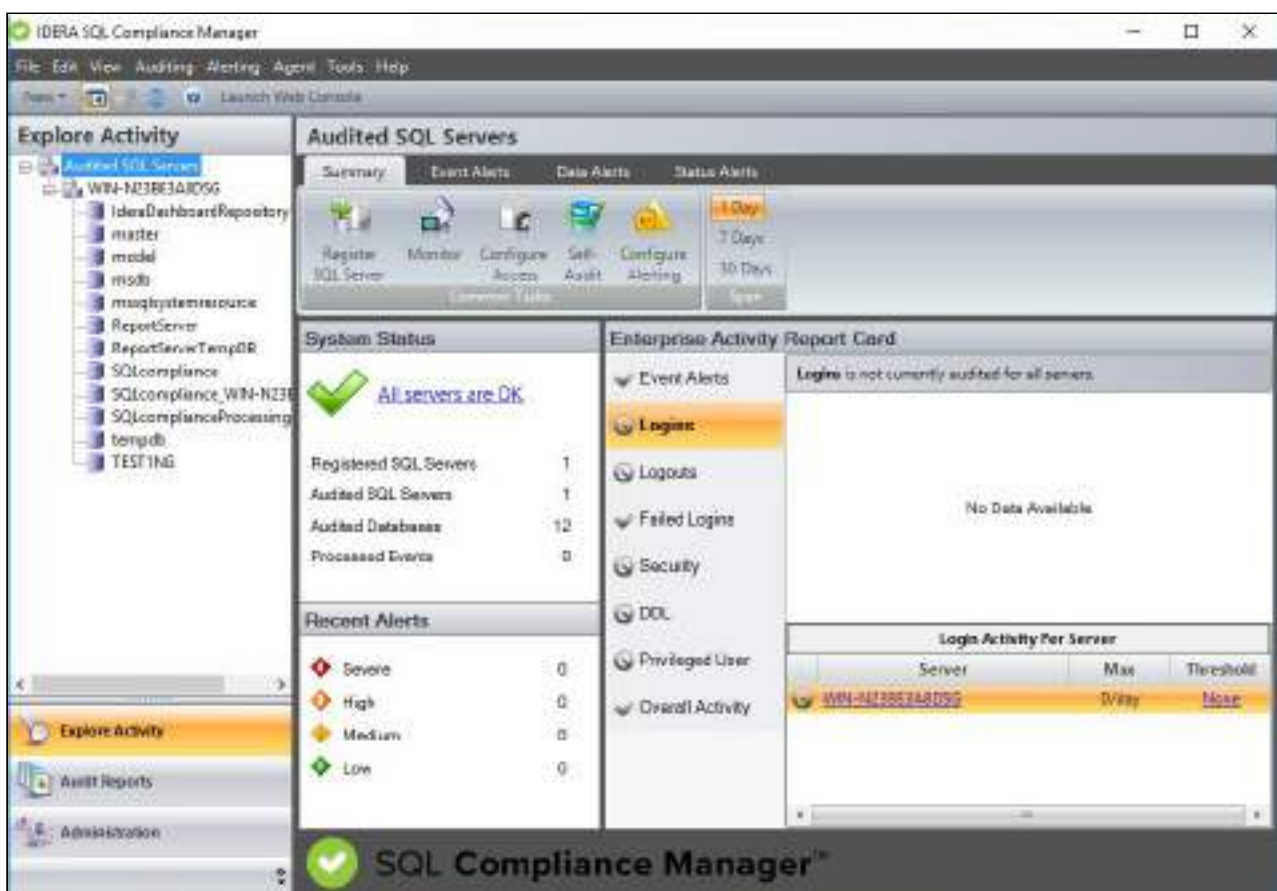 IDERA SQL Compliance Manager
File Edit View Auditing Alerting Agent Tools Help
Launch Web Console
Explore Activity
Audited SQL Servers
IderaDashboardRepository
master
model
msdb
mssqlsystemresource
ReportServer
ReportServerTempDB
SQLcompliance
SQLcompliance_WIN-N23E
SQLcomplianceProcessing
tempdb
Explore Activity
Audit Reports
Administration
Audited SQL Servers
Summary Event Alerts Data Alerts Status Alerts
Register SQL Server
Monitor
Configure Access
Self-Audit
Configure Alerting
Common Tasks
1 Day
7 Days
30 Days
Span
System Status
All servers are OK
Registered SQL Servers 1
Audited SQL Servers 1
Audited Databases 12
Processed Events 0
Recent Alerts
Severe 0
High 0
Medium 0
Low 0
Enterprise Activity Report Card
Event Alerts
Logins
Logouts
Failed Logins
Security
DDL
Privileged User
Overall Activity
Logins is not currently audited for all servers
No Data Available
Login Activity Per Server
Server Max Threshold
0/day None
SQL Compliance Manager™